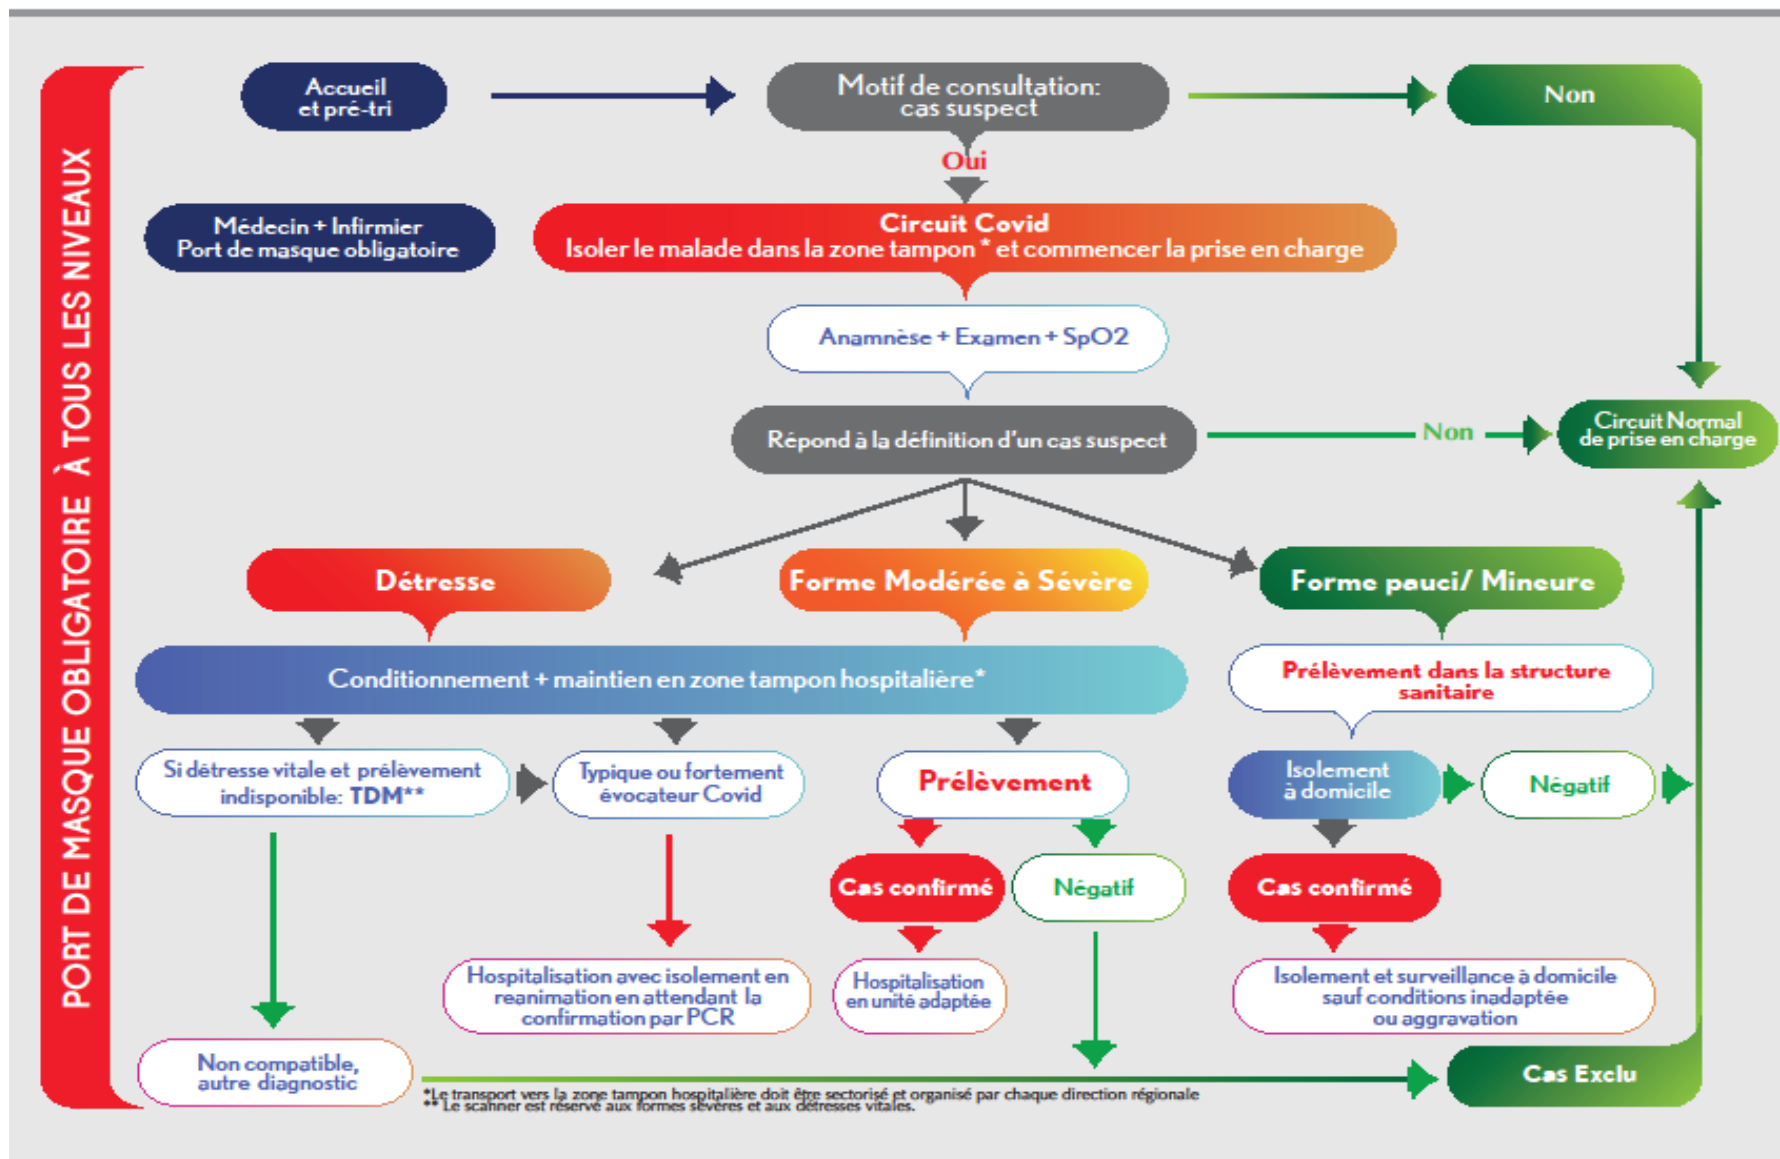 PORT DE MASQUE OBLIGATOIRE À TOUS LES NIVEAUX
Accueil
et pré-tri
Motif de consultation:
cas suspect
Non
Oui
Médecin + Infirmier
Port de masque obligatoire
Circuit Covid
Isoler le malade dans la zone tampon * et commencer la prise en charge
Anamnèse + Examen + SpO2
Répond à la définition d'un cas suspect
Non
Circuit Normal
de prise en charge
Détresse
Forme Modérée à Sévère
Forme pauci/ Mineure
Conditionnement + maintien en zone tampon hospitalière*
Prélèvement dans la structure
sanitaire
Si détresse vitale et prélèvement
indisponible: TDM**
Typique ou fortement
évocateur Covid
Prélèvement
Isolement
à domicile
Négatif
Cas confirmé
Négatif
Cas confirmé
Hospitalisation avec isolement en
reanimation en attendant la
confirmation par PCR
Hospitalisation
en unité adaptée
Isolement et surveillance à domicile
sauf conditions inadaptée
ou aggravation
Non compatible,
autre diagnostic
Cas Exclu
*Le transport vers la zone tampon hospitalière doit être sectorisé et organisé par chaque direction régionale
** Le scanner est réservé aux formes sévères et aux détresses vitales.